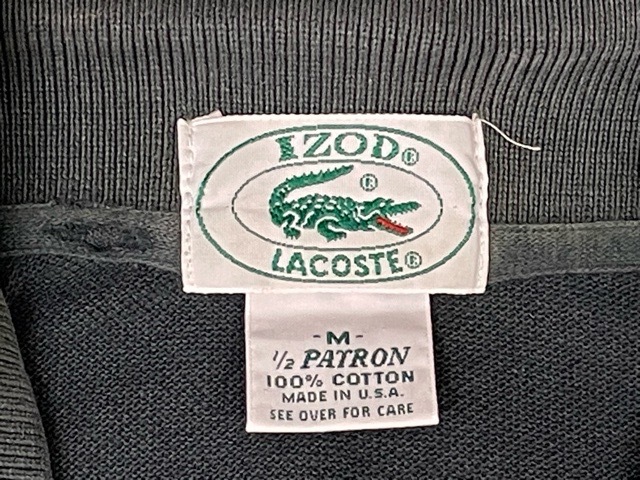 IZOD®
®
LACOSTE®
-M-
1/2 PATRON
100% COTTON
MADE IN U.S.A.
SEE OVER FOR CARE